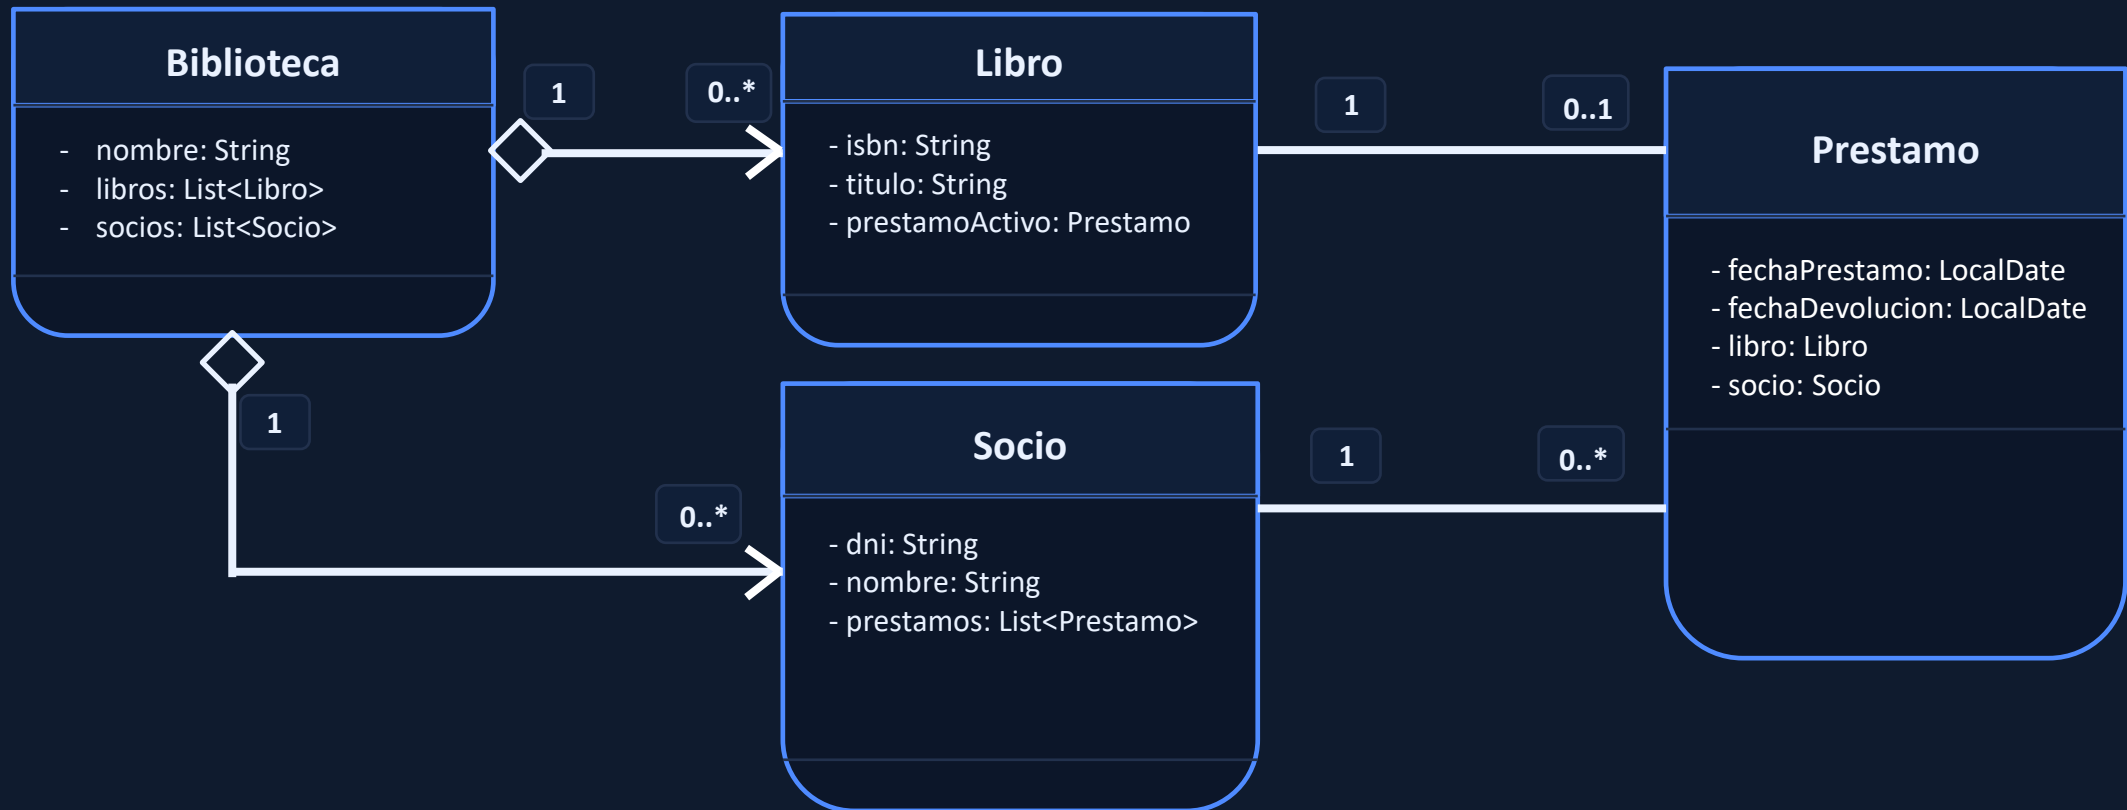 Biblioteca
- nombre: String
- libros: List<Libro>
- socios: List<Socio>
1
0..*
Libro
- isbn: String
- titulo: String
- prestamoActivo: Prestamo
1
0..1
Prestamo
- fechaPrestamo: LocalDate
- fechaDevolucion: LocalDate
- libro: Libro
- socio: Socio
1
0..*
Socio
- dni: String
- nombre: String
- prestamos: List<Prestamo>
1
0..*